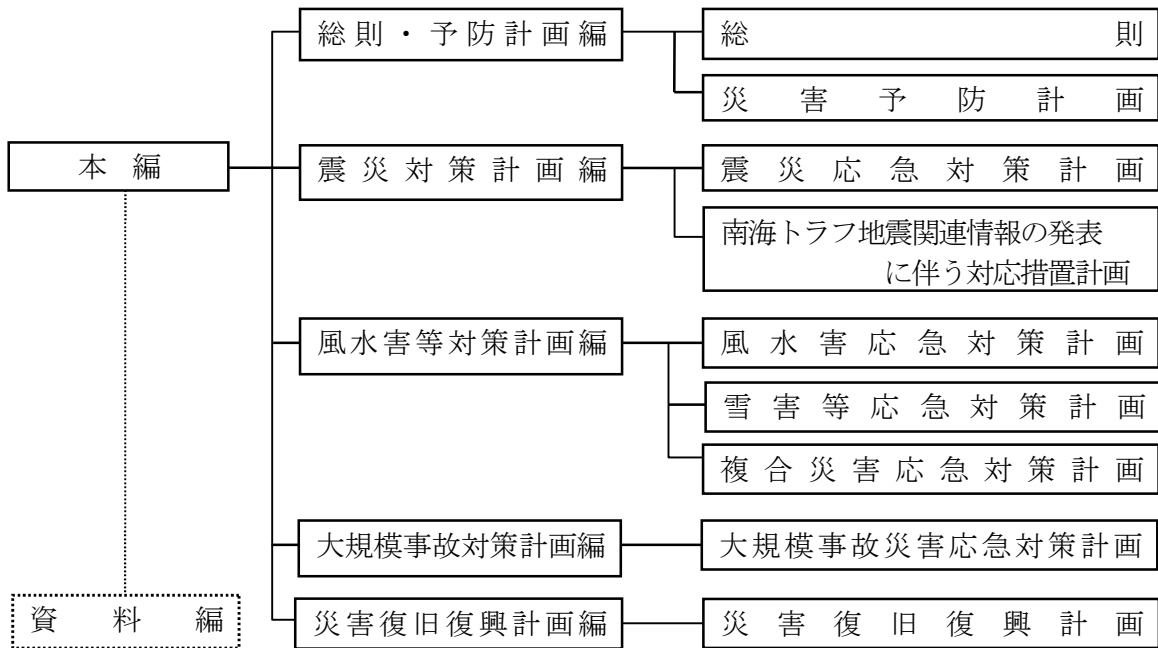 総則・予防計画編
総則
災害予防計画
本編
震災対策計画編
震災応急対策計画
南海トラフ地震関連情報の発表
に伴う対応措置計画
風水害等対策計画編
風水害応急対策計画
雪害等応急対策計画
複合災害応急対策計画
大規模事故対策計画編
大規模事故災害応急対策計画
資料編
災害復旧復興計画編
災害復旧復興計画